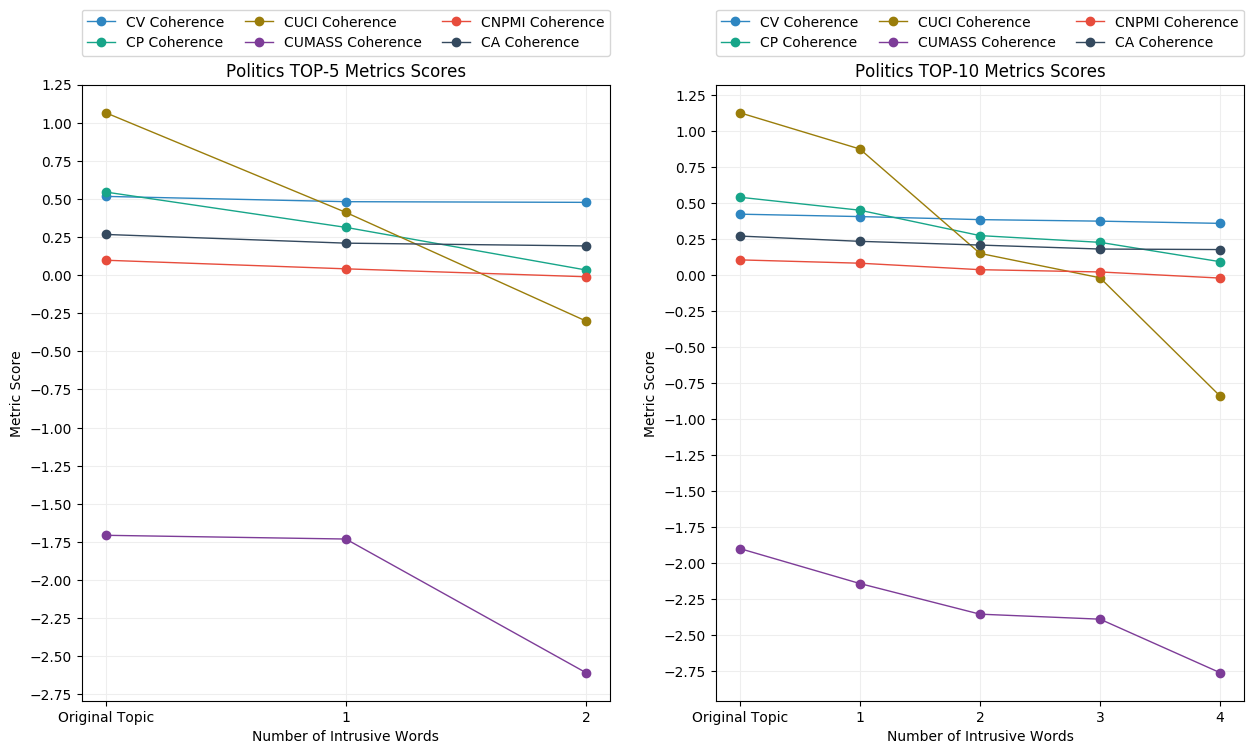 CV Coherence CUCI Coherence CNPMI Coherence
CP Coherence CUMASS Coherence CA Coherence
Politics TOP-5 Metrics Scores
1.25
1.00
0.75
0.50
0.25
0.00
−0.25
−0.50
−0.75
−1.00
−1.25
−1.50
−1.75
−2.00
−2.25
−2.50
−2.75
Metric Score
Original Topic 1 2
Number of Intrusive Words
CV Coherence CUCI Coherence CNPMI Coherence
CP Coherence CUMASS Coherence CA Coherence
Politics TOP-10 Metrics Scores
1.25
1.00
0.75
0.50
0.25
0.00
−0.25
−0.50
−0.75
−1.00
−1.25
−1.50
−1.75
−2.00
−2.25
−2.50
−2.75
Metric Score
Original Topic 1 2 3 4
Number of Intrusive Words